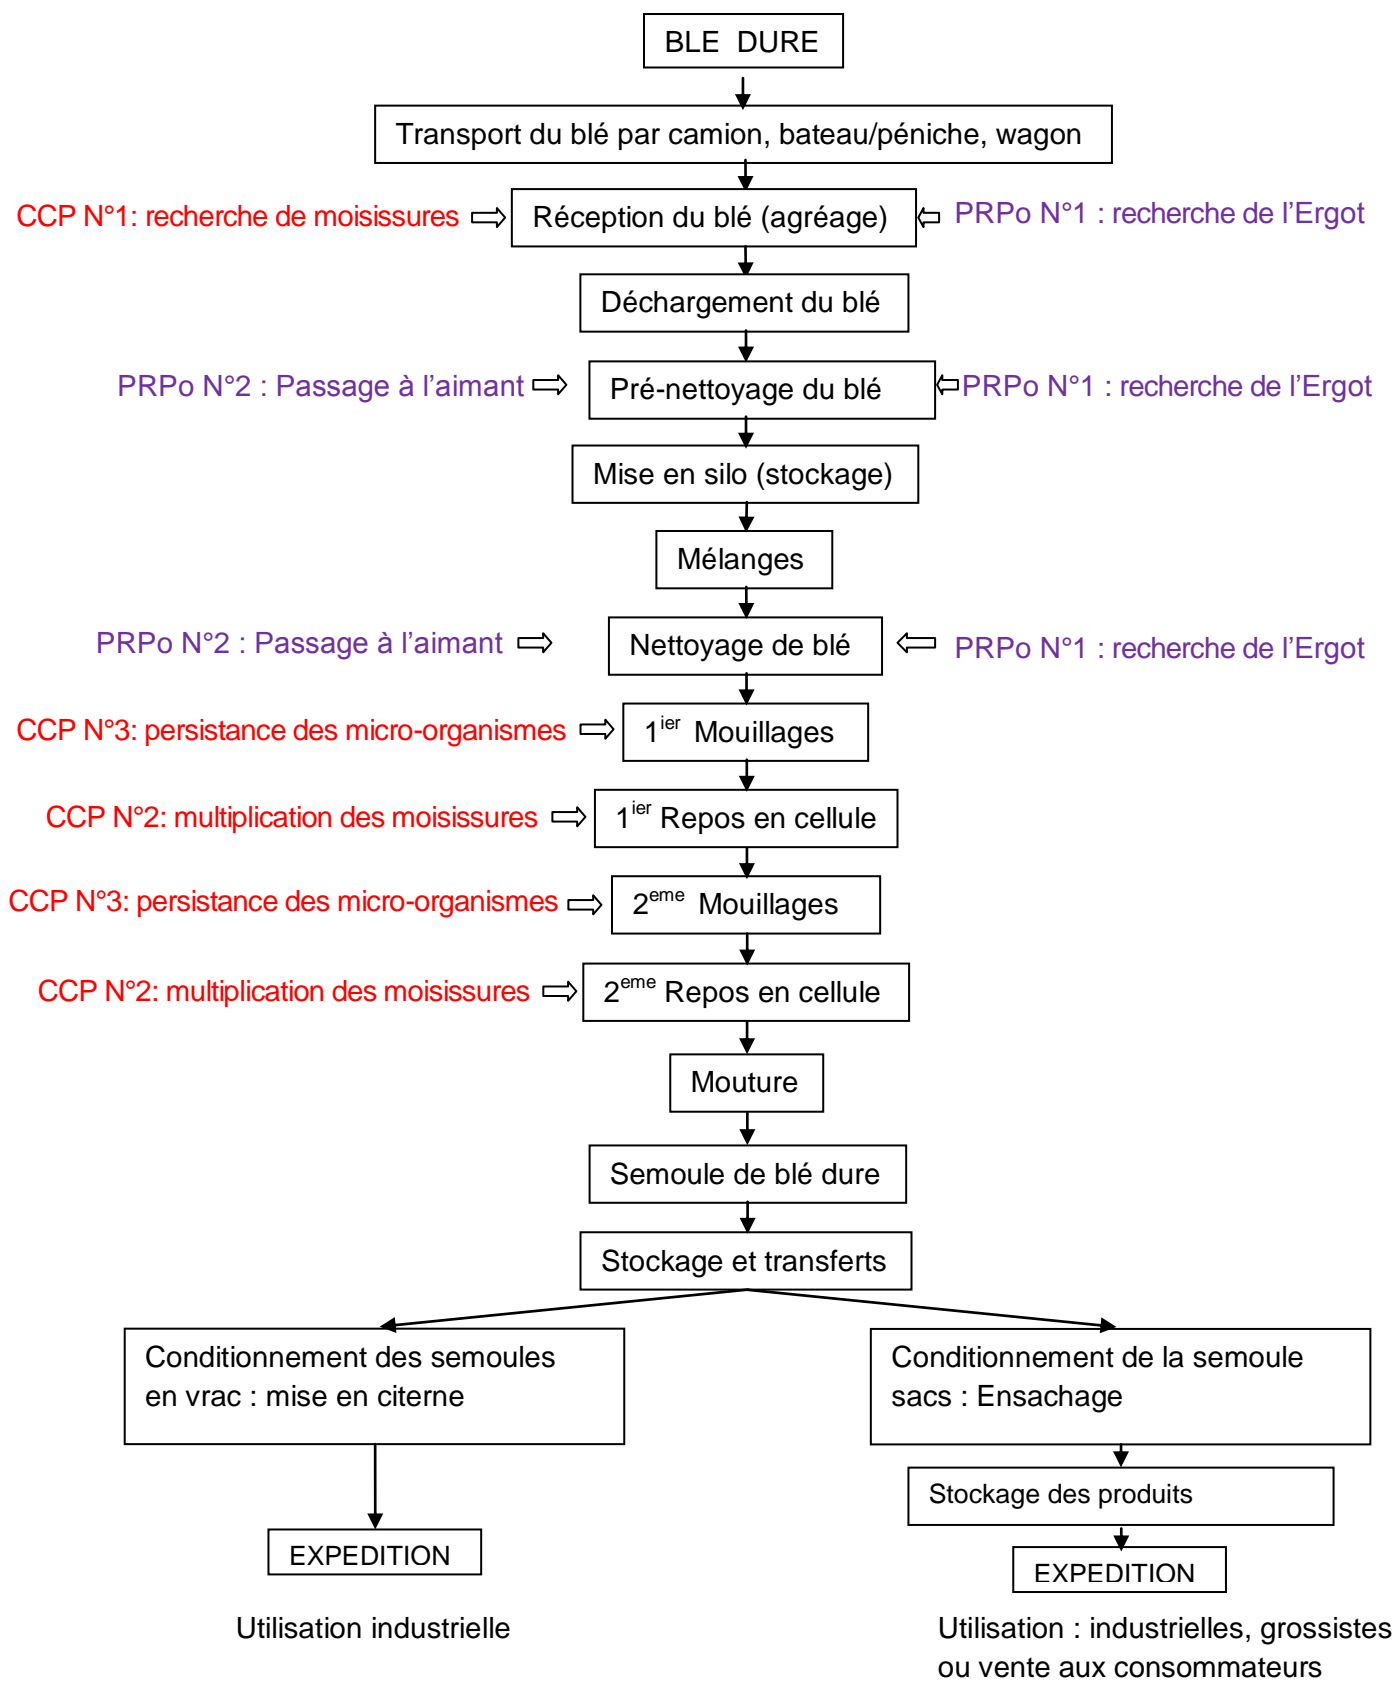 BLE DURE
Transport du blé par camion, bateau/péniche, wagon
CCP N°1: recherche de moisissures
Réception du blé (agréage)
PRPo N°1 : recherche de l’Ergot
Déchargement du blé
PRPo N°2 : Passage à l’aimant
Pré-nettoyage du blé
PRPo N°1 : recherche de l’Ergot
Mise en silo (stockage)
Mélanges
PRPo N°2 : Passage à l’aimant
Nettoyage de blé
PRPo N°1 : recherche de l’Ergot
CCP N°3: persistance des micro-organismes
1ier Mouillages
CCP N°2: multiplication des moisissures
1ier Repos en cellule
CCP N°3: persistance des micro-organismes
2eme Mouillages
CCP N°2: multiplication des moisissures
2eme Repos en cellule
Mouture
Semoule de blé dure
Stockage et transferts
Conditionnement des semoules
en vrac : mise en citerne
Conditionnement de la semoule
sacs : Ensachage
Stockage des produits
EXPEDITION
EXPEDITION
Utilisation industrielle
Utilisation : industrielles, grossistes
ou vente aux consommateurs